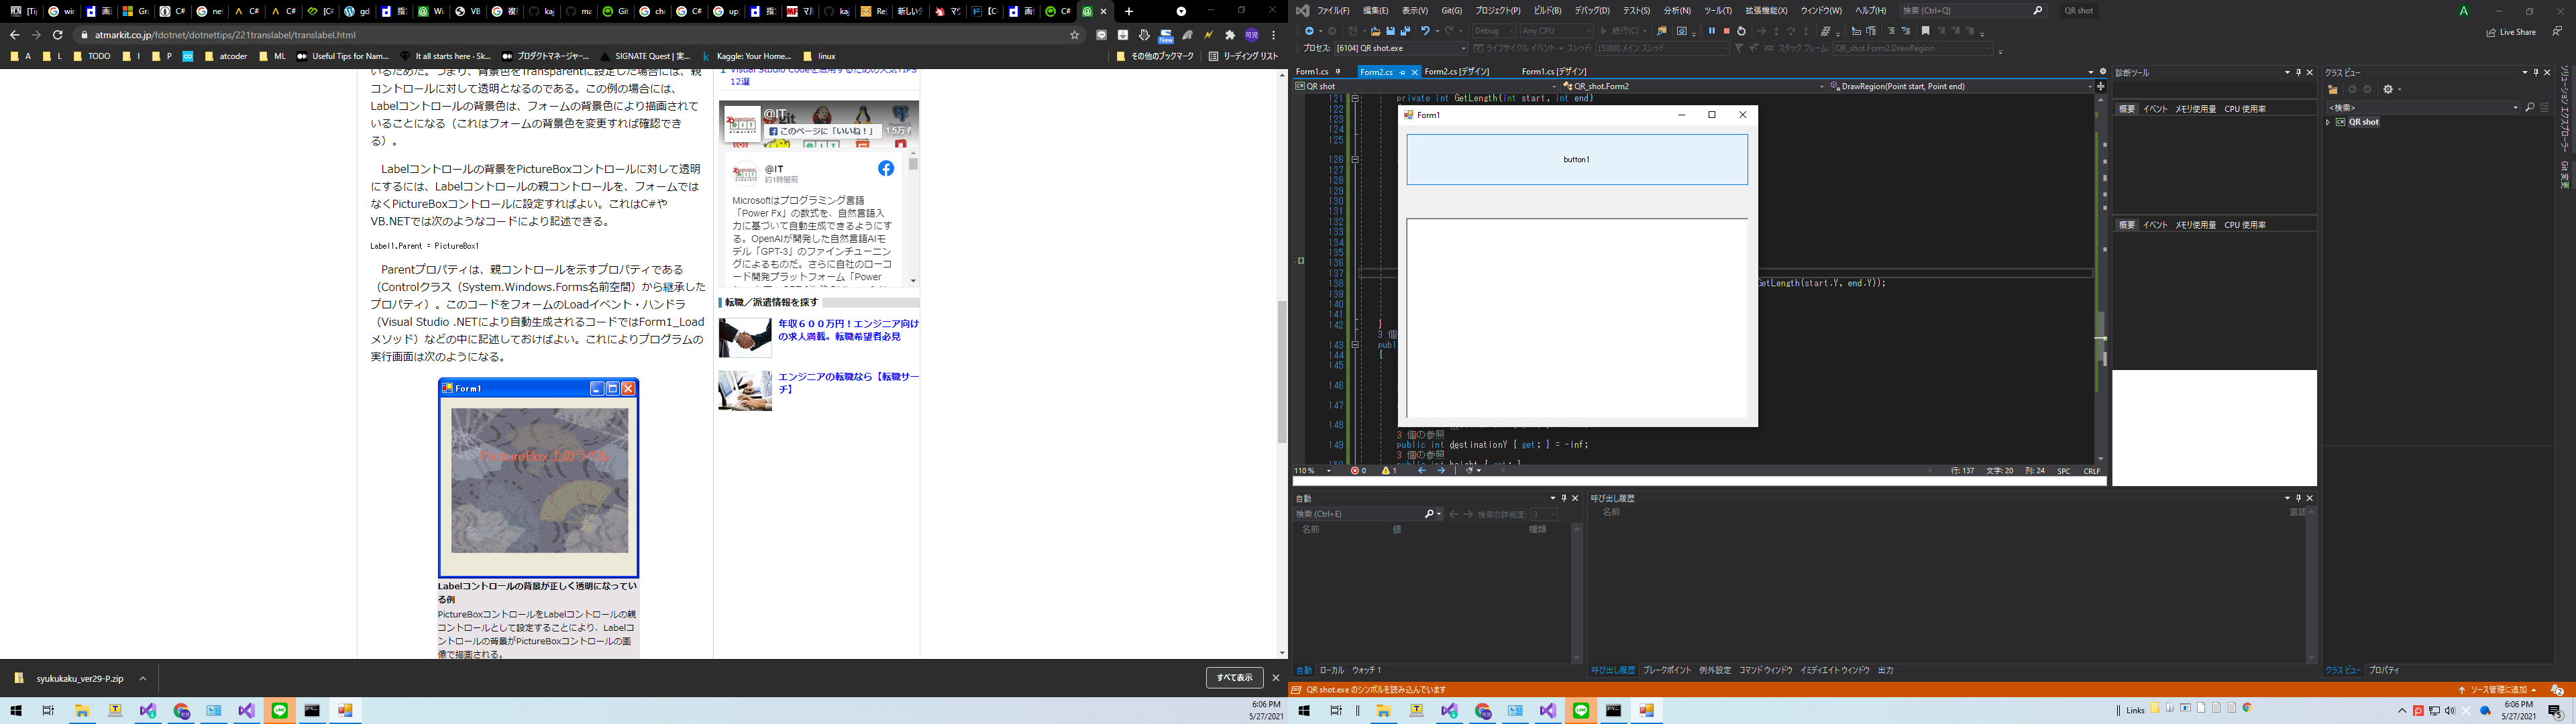 atmarkit.co.jp/fdotnet/dotnettips/221translabel/translabel.html
A
L
TODO
I
P
atcoder
ML
Useful Tips for Nam...
It all starts here - Sk...
プロダクトマネージャー...
SIGNATE Quest | 実...
Kaggle: Your Home...
linux
その他のブックマーク
リーディング リスト
いるためだ。つまり、背景色をTransparentに設定した場合には、親
コントロールに対して透明となるのである。この例の場合には、
Labelコントロールの背景色は、フォームの背景色により描画されて
いることになる（これはフォームの背景色を変更すれば確認でき
る）。
Labelコントロールの背景をPictureBoxコントロールに対して透明
にするには、Labelコントロールの親コントロールを、フォームでは
なくPictureBoxコントロールに設定すればよい。これはC#や
VB.NETでは次のようなコードにより記述できる。
Label1.Parent = PictureBox1
Parentプロパティは、親コントロールを示すプロパティである
（Controlクラス（System.Windows.Forms名前空間）から継承した
プロパティ）。このコードをフォームのLoadイベント・ハンドラ
（Visual Studio .NETにより自動生成されるコードではForm1_Load
メソッド）などの中に記述しておけばよい。これによりプログラムの
実行画面は次のようになる。
Form1
PictureBox上のラベル
Labelコントロールの背景が正しく透明になってい
る例
PictureBoxコントロールをLabelコントロールの親
コントロールとして設定することにより、Labelコ
ントロールの背景がPictureBoxコントロールの画
像で描画される。
Visual Studio Codeを活用するための人気TIPS
12選
@IT
このページに「いいね！」
1.5万
@IT
約1時間前
Microsoftはプログラミング言語
「Power Fx」の数式を、自然言語入
力に基づいて自動生成できるようにす
る。OpenAIが開発した自然言語AIモ
デル「GPT-3」のファインチューニン
グによるものだ。さらに自社のローコ
ード開発プラットフォーム「Power
転職／派遣情報を探す
年収６００万円！エンジニア向け
の求人満載。転職希望者必見
エンジニアの転職なら【転職サー
チ】
syukukaku_ver29-P.zip
すべて表示
6:06 PM
5/27/2021
ファイル(F)
編集(E)
表示(V)
Git(G)
プロジェクト(P)
ビルド(B)
デバッグ(D)
テスト(S)
分析(N)
ツール(T)
拡張機能(X)
ウィンドウ(W)
ヘルプ(H)
検索 (Ctrl+Q)
QR shot
A
Debug
Any CPU
続行(C)
Live Share
プロセス: [6104] QR shot.exe
ライフサイクル イベント
スレッド: [5388] メイン スレッド
スタック フレーム: QR_shot.Form2.DrawRegion
Form1.cs
Form2.cs
Form2.cs [デザイン]
Form1.cs [デザイン]
QR shot
QR_shot.Form2
DrawRegion(Point start, Point end)
121 private int GetLength(int start, int end)
122
123
124
125
126
127
128
129
130
131
132
133
134
135
136
137
138 GetLength(start.Y, end.Y));
139
140
141
142 }
143
144 {
145
146
147
148
3 個の参照
149 public int destinationY { get; } = -inf;
3 個の参照
Form1
button1
110 %
0
1
行: 137
文字: 20
列: 24
SPC
CRLF
診断ツール
概要
イベント
メモリ使用量
CPU 使用率
概要
イベント
メモリ使用量
CPU 使用率
クラス ビュー
<検索>
QR shot
ソリューション エクスプローラー
Git 変更
自動
検索 (Ctrl+E)
検索の詳細度: 3
名前
値
種類
自動
ローカル
ウォッチ 1
呼び出し履歴
名前
言語
呼び出し履歴
ブレークポイント
例外設定
コマンド ウィンドウ
イミディエイト ウィンドウ
出力
クラス ビュー
プロパティ
QR shot.exe のシンボルを読み込んでいます
ソース管理に追加
2
Links
6:06 PM
5/27/2021